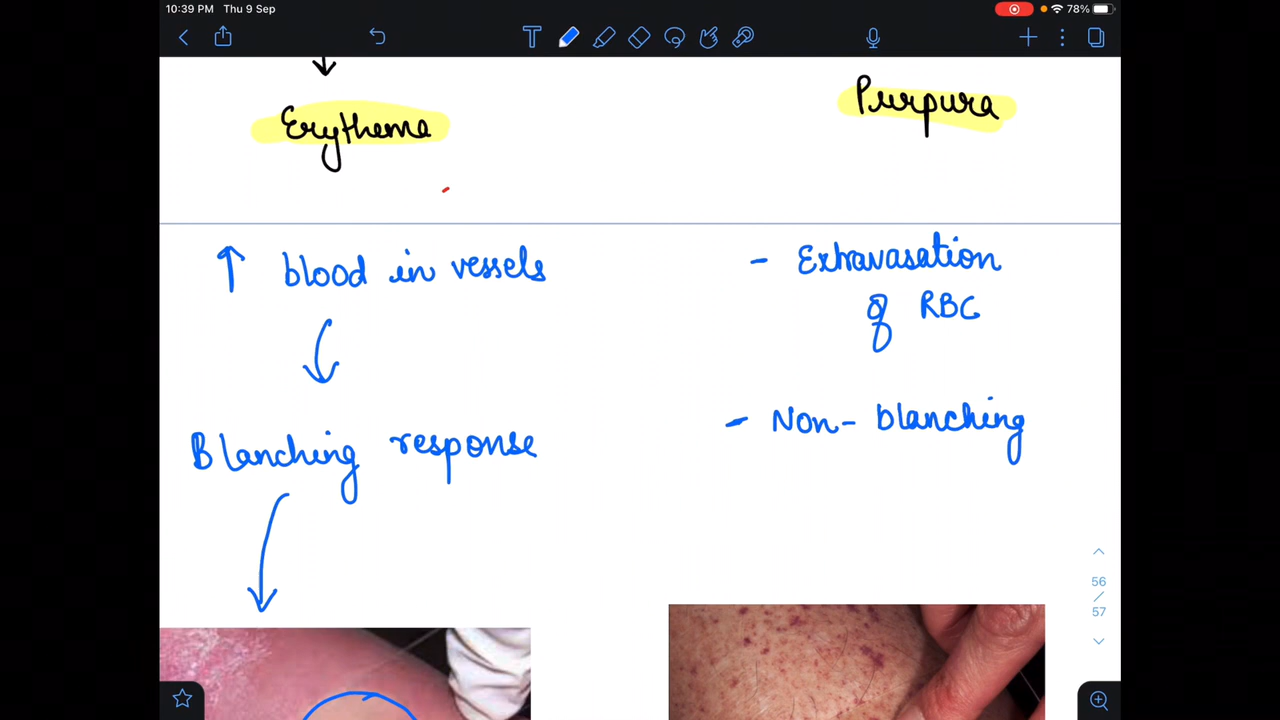 10:39 PM Thu 9 Sep
78%
T
Erythema
Purpura
↑ blood in vessels
- Extravasation
of RBC
Blanching response
- Non-blanching
56
/
57